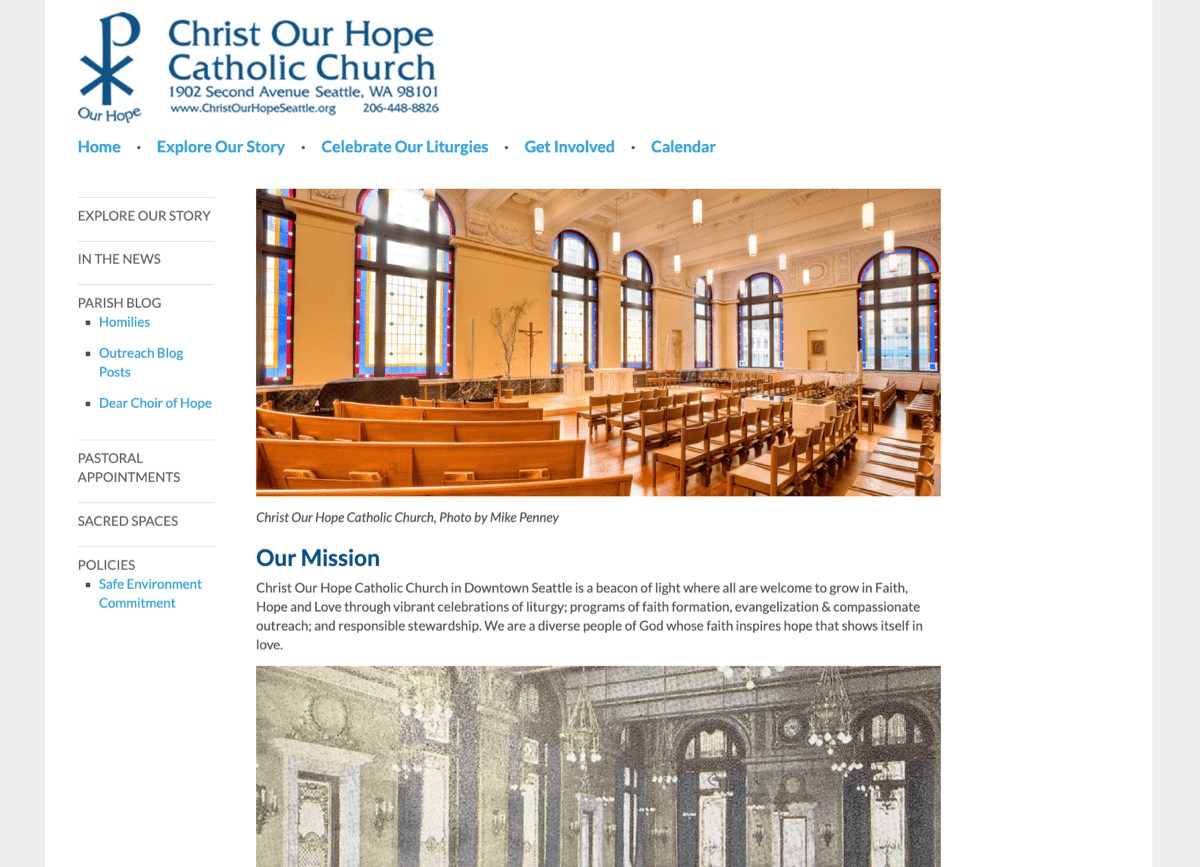 Our Hope
Christ Our Hope
Catholic Church
1902 Second Avenue Seattle, WA 98101
www.ChristOurHopeSeattle.org 206-448-8826
Home • Explore Our Story • Celebrate Our Liturgies • Get Involved • Calendar
EXPLORE OUR STORY
IN THE NEWS
PARISH BLOG
Homilies
Outreach Blog
Posts
Dear Choir of Hope
PASTORAL
APPOINTMENTS
SACRED SPACES
POLICIES
Safe Environment
Commitment
Christ Our Hope Catholic Church, Photo by Mike Penney
Our Mission
Christ Our Hope Catholic Church in Downtown Seattle is a beacon of light where all are welcome to grow in Faith,
Hope and Love through vibrant celebrations of liturgy; programs of faith formation, evangelization & compassionate
outreach; and responsible stewardship. We are a diverse people of God whose faith inspires hope that shows itself in
love.